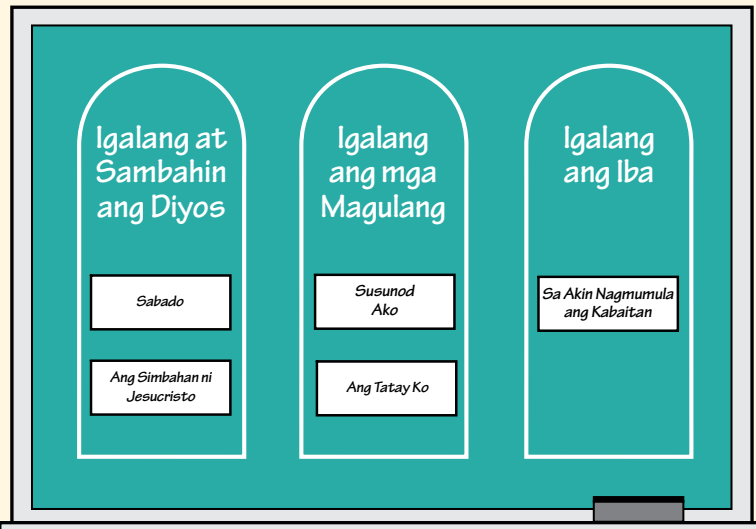 Igalang at
Sambahin
ang Diyos
Sabado
Ang Simbahan ni
Jesucristo
Igalang
ang mga
Magulang
Susunod
Ako
Ang Tatay Ko
Igalang
ang Iba
Sa Akin Nagmumula
ang Kabaitan